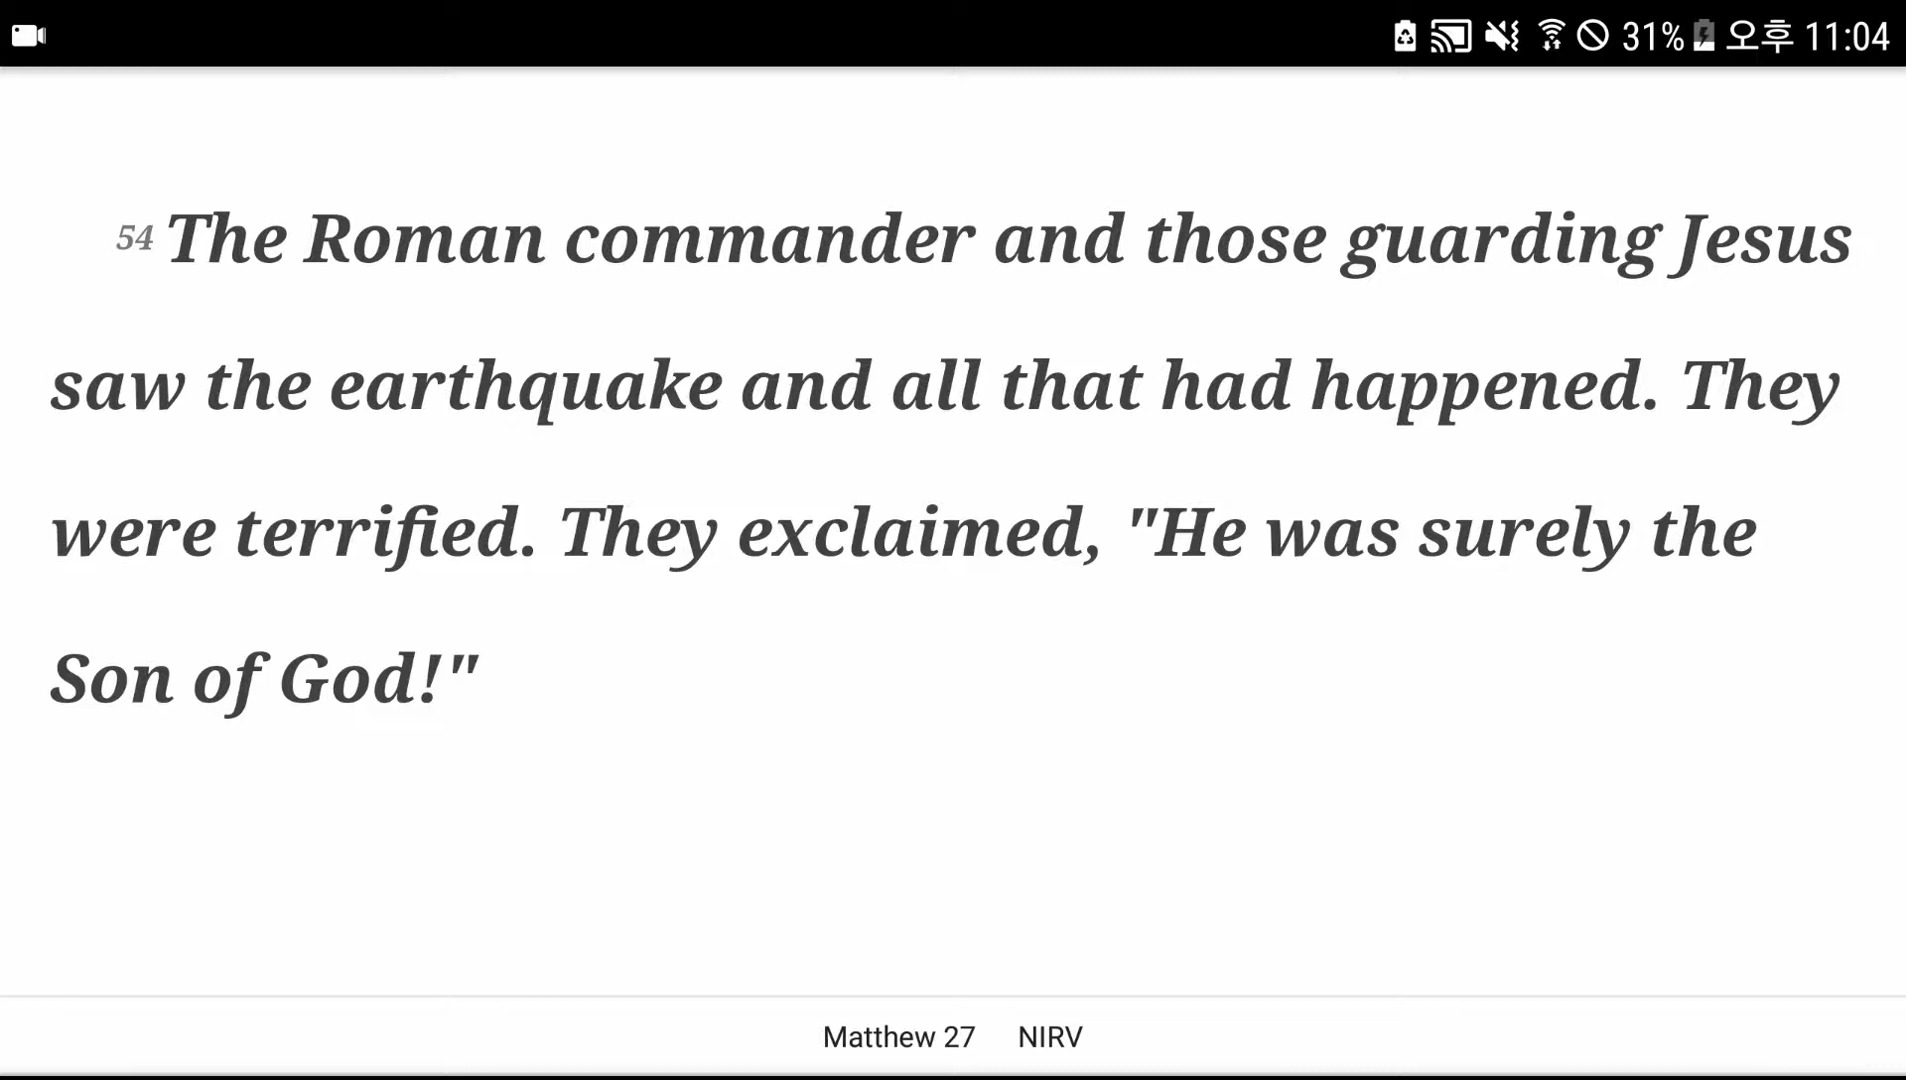 31% 오후 11:04
54 The Roman commander and those guarding Jesus
saw the earthquake and all that had happened. They
were terrified. They exclaimed, "He was surely the
Son of God!"
Matthew 27 NIRV